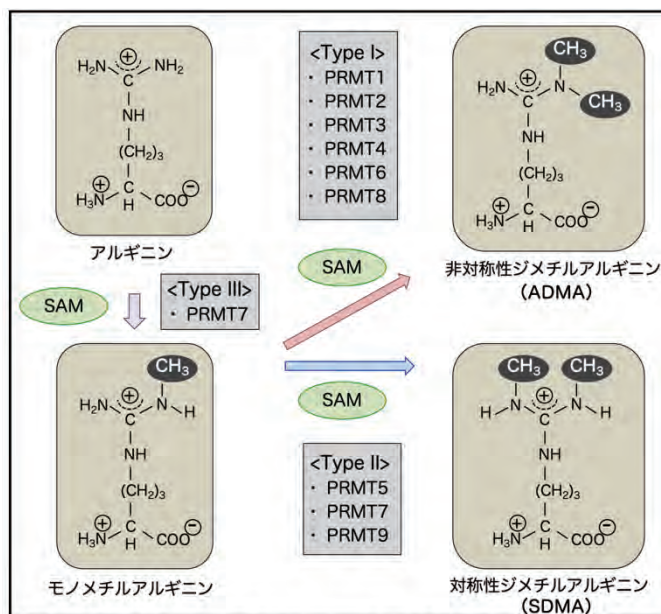 H₂N
⊕
NH₂
C
NH
(CH₂)₃
⊕
H₃N
C
COO⊖
H
アルギニン
<Type I>
・ PRMT1
・ PRMT2
・ PRMT3
・ PRMT4
・ PRMT6
・ PRMT8
CH₃
⊕
H₂N
C
N
CH₃
NH
(CH₂)₃
⊕
H₃N
C
COO⊖
H
非対称性ジメチルアルギニン
(ADMA)
SAM
<Type III>
・ PRMT7
SAM
SAM
CH₃
⊕
H₂N
C
N
H
NH
(CH₂)₃
⊕
H₃N
C
COO⊖
H
モノメチルアルギニン
<Type II>
・ PRMT5
・ PRMT7
・ PRMT9
CH₃
CH₃
H
N
⊕
N
H
C
NH
(CH₂)₃
⊕
H₃N
C
COO⊖
H
対称性ジメチルアルギニン
(SDMA)